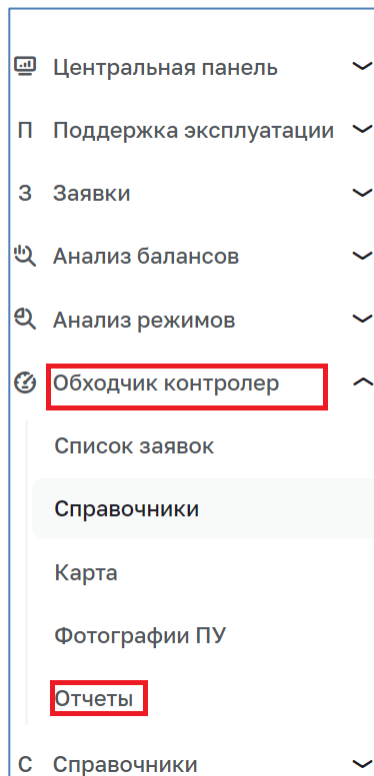 Центральная панель
П Поддержка эксплуатации
З Заявки
Анализ балансов
Анализ режимов
Обходчик контролер
Список заявок
Справочники
Карта
Фотографии ПУ
Отчеты
С Справочники